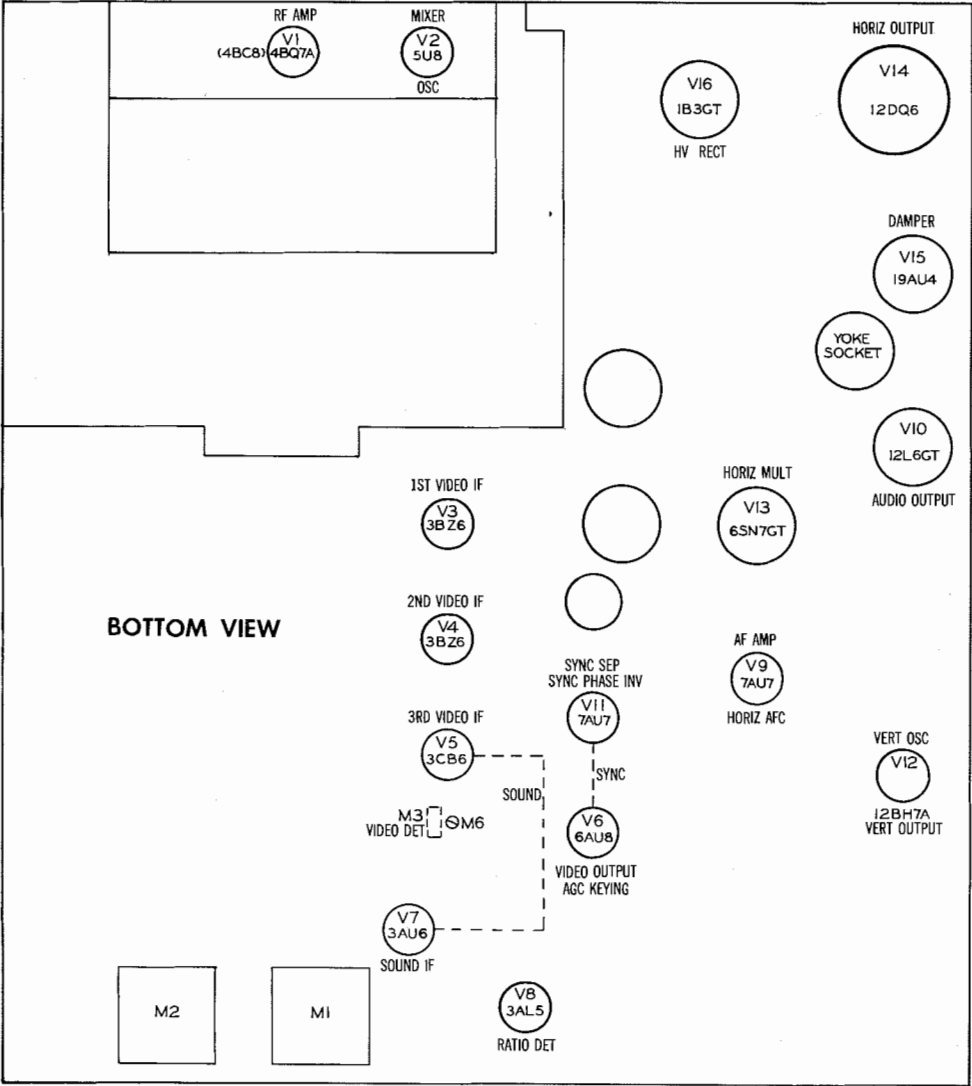 RF AMP
V1
(4BC8) 4BQ7A
MIXER
V2
5U8
OSC
V16
1B3GT
HV RECT
HORIZ OUTPUT
V14
12DQ6
DAMPER
V15
19AU4
YOKE
SOCKET
V10
12L6GT
AUDIO OUTPUT
1ST VIDEO IF
V3
3BZ6
HORIZ MULT
V13
6SN7GT
BOTTOM VIEW
2ND VIDEO IF
V4
3BZ6
AF AMP
V9
7AU7
HORIZ AFC
SYNC SEP
SYNC PHASE INV
V11
7AU7
3RD VIDEO IF
V5
3CB6
SYNC
SOUND
VERT OSC
V12
12BH7A
VERT OUTPUT
M3
VIDEO DET
M6
V6
6AU8
VIDEO OUTPUT
AGC KEYING
V7
3AU6
SOUND IF
M2
M1
V8
3AL5
RATIO DET